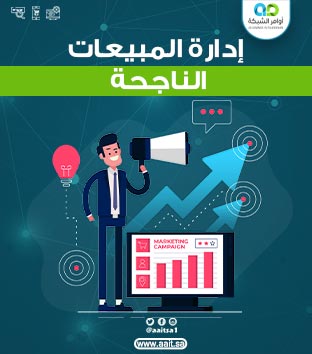 أوامر الشبكة
إدارة المبيعات
الناجحة
MARKETING
CAMPAIGN
@aaitsa1
www.aait.sa